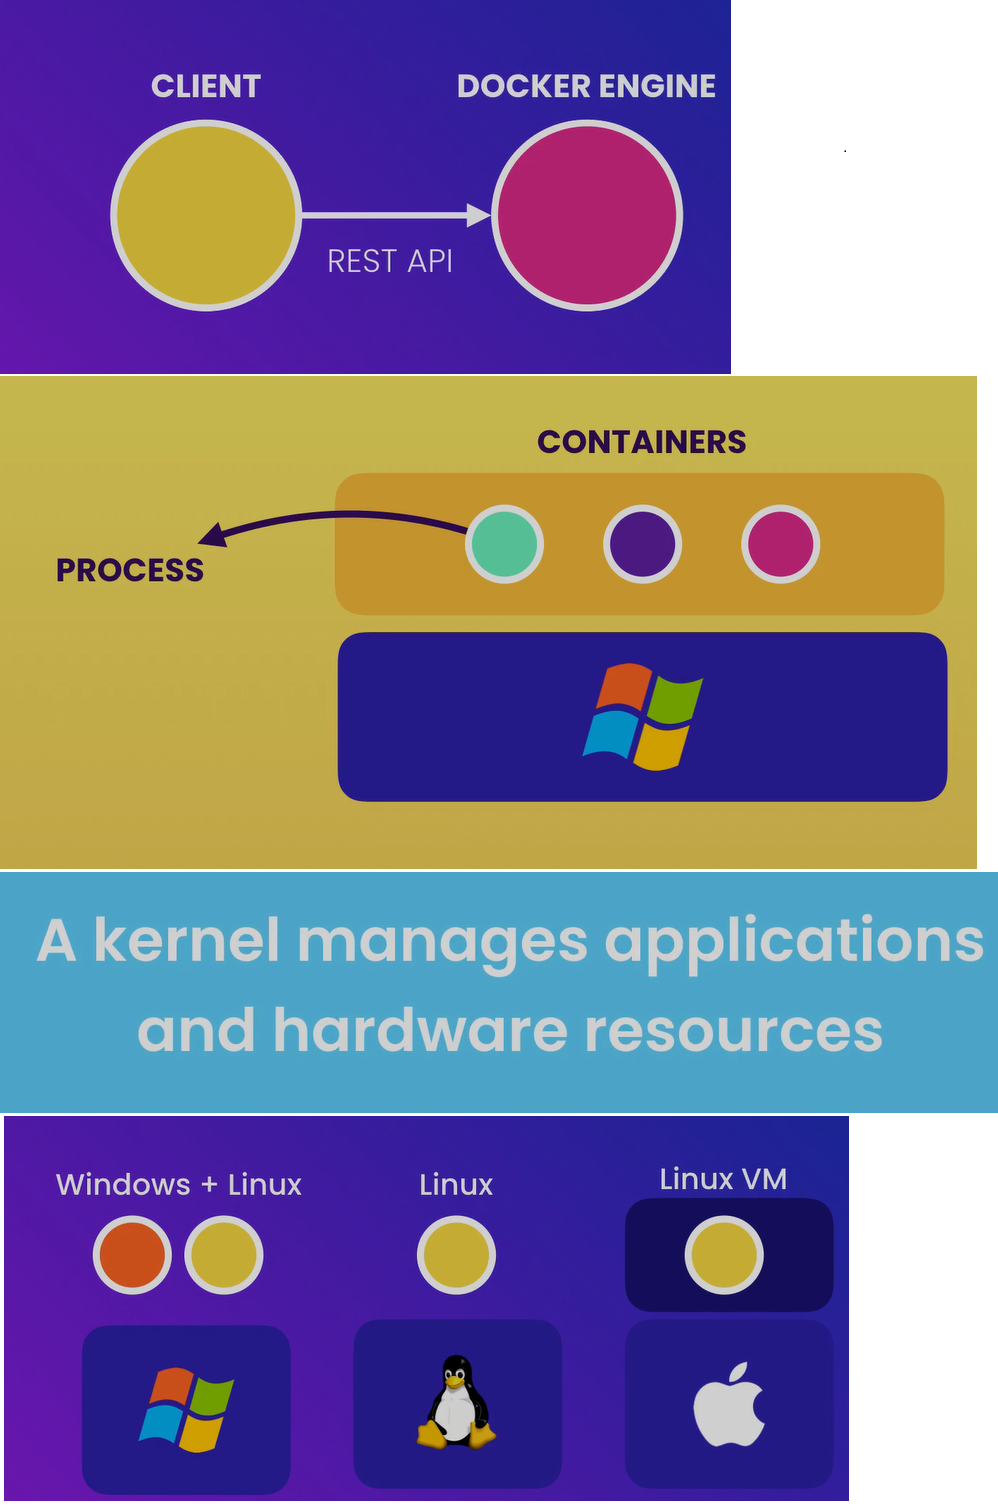 CLIENT
DOCKER ENGINE
REST API
CONTAINERS
PROCESS
A kernel manages applications
and hardware resources
Windows + Linux
Linux
Linux VM